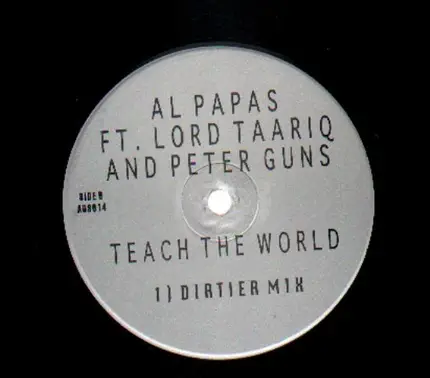 AL PAPAS
FT. LORD TAARIQ
AND PETER GUNS
SIDE B
TEACH THE WORLD
1) DIRTIER MIX